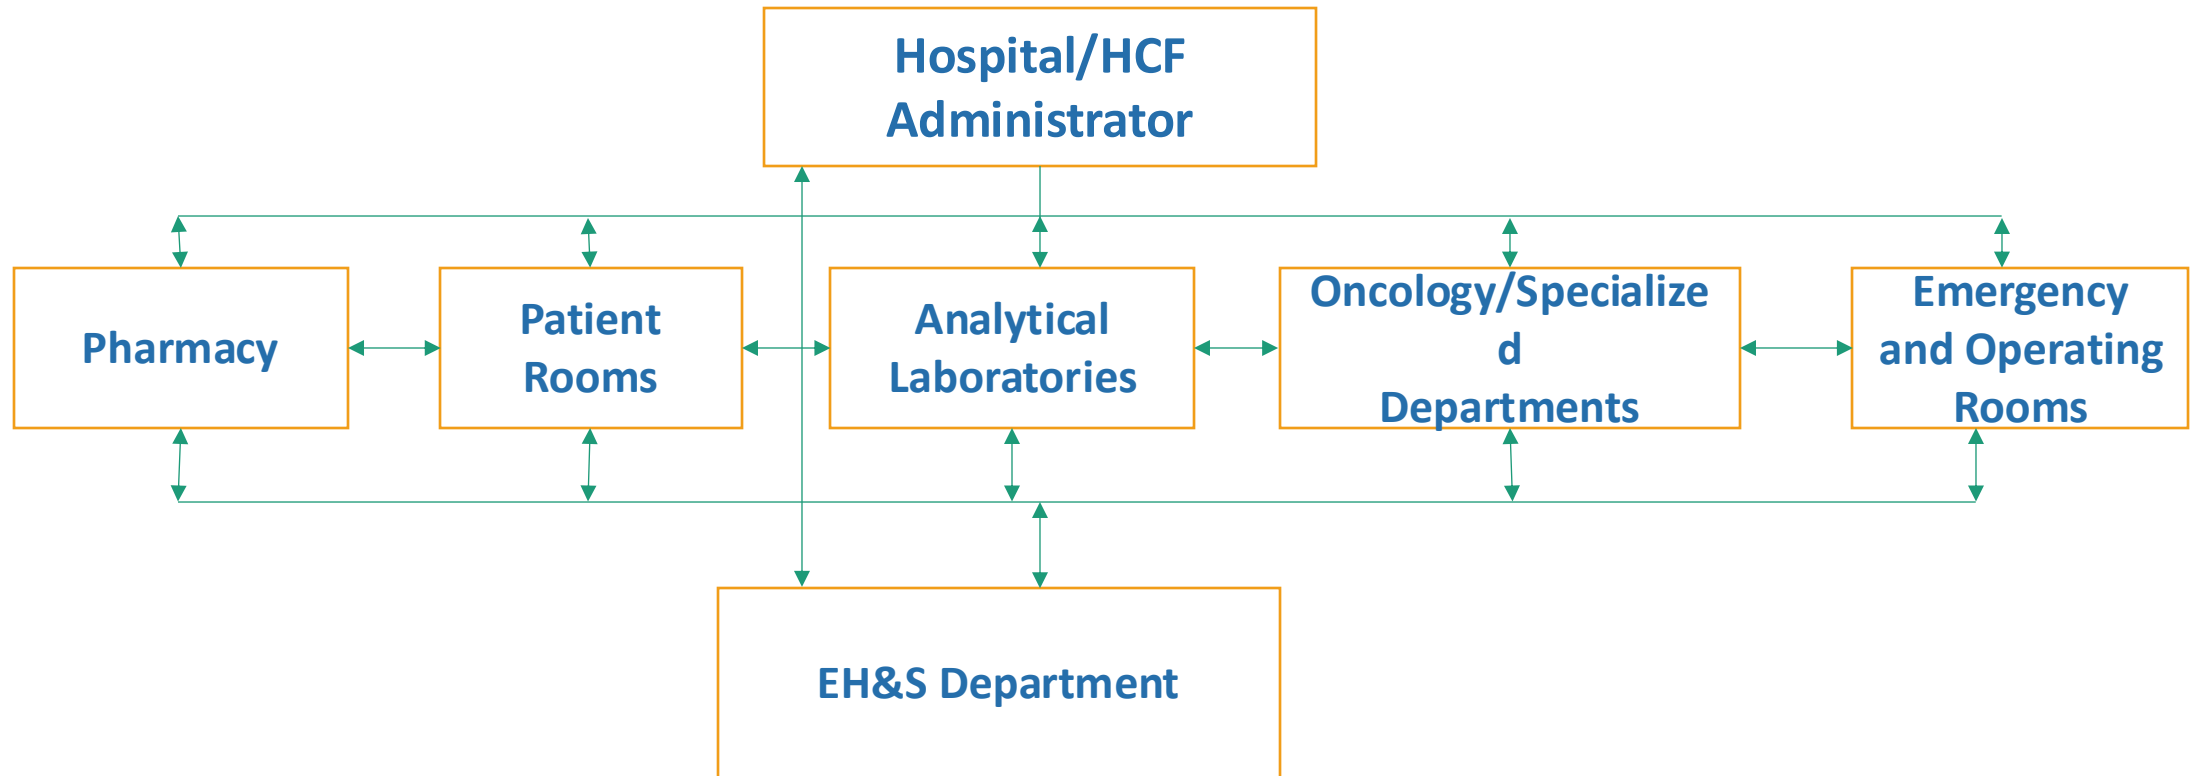 Hospital/HCF
Administrator
Pharmacy
Patient
Rooms
Analytical
Laboratories
Oncology/Specialize
d
Departments
Emergency
and Operating
Rooms
EH&S Department